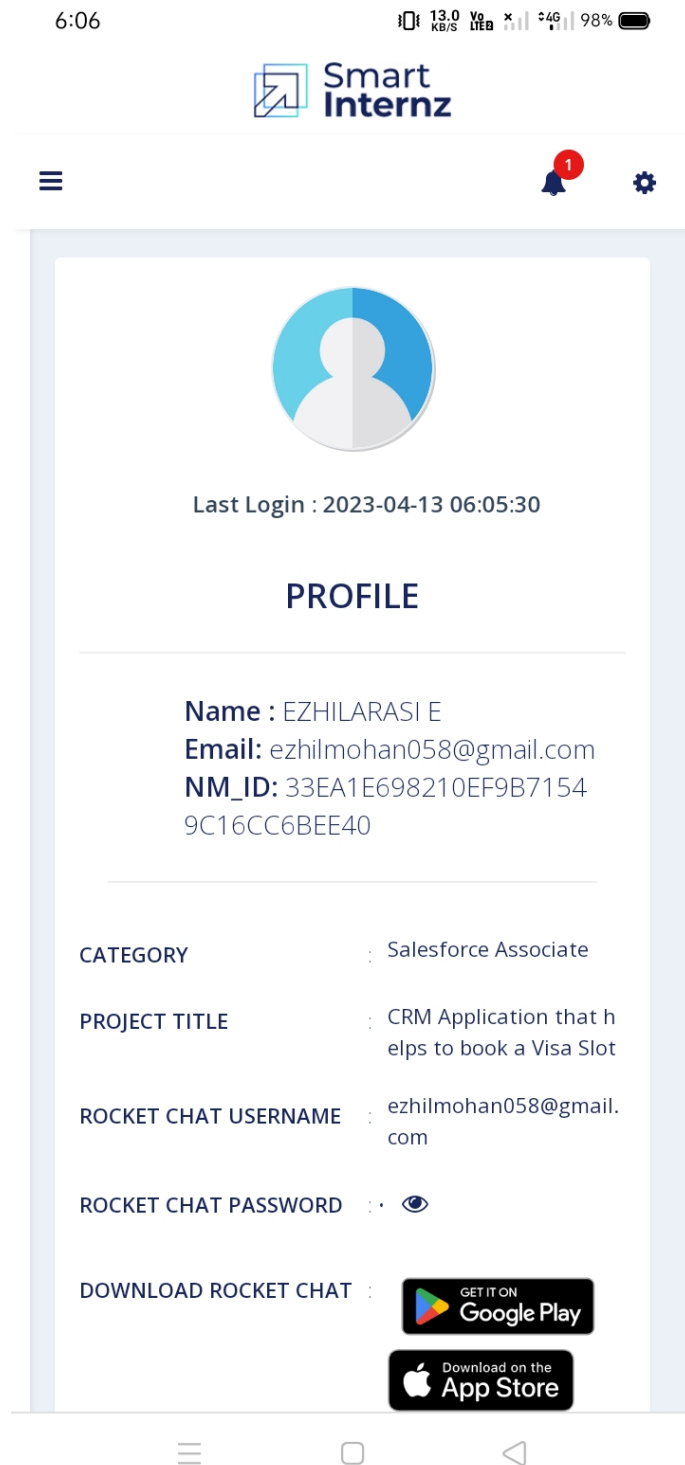 6:06
13.0 KB/S Vo LTE 4G 98%
Smart
Internz
1
Last Login : 2023-04-13 06:05:30
PROFILE
Name : EZHILARASI E
Email: ezhilmohan058@gmail.com
NM_ID: 33EA1E698210EF9B7154
9C16CC6BEE40
CATEGORY : Salesforce Associate
PROJECT TITLE : CRM Application that h
elps to book a Visa Slot
ROCKET CHAT USERNAME : ezhilmohan058@gmail.
com
ROCKET CHAT PASSWORD :
DOWNLOAD ROCKET CHAT :
GET IT ON
Google Play
Download on the
App Store